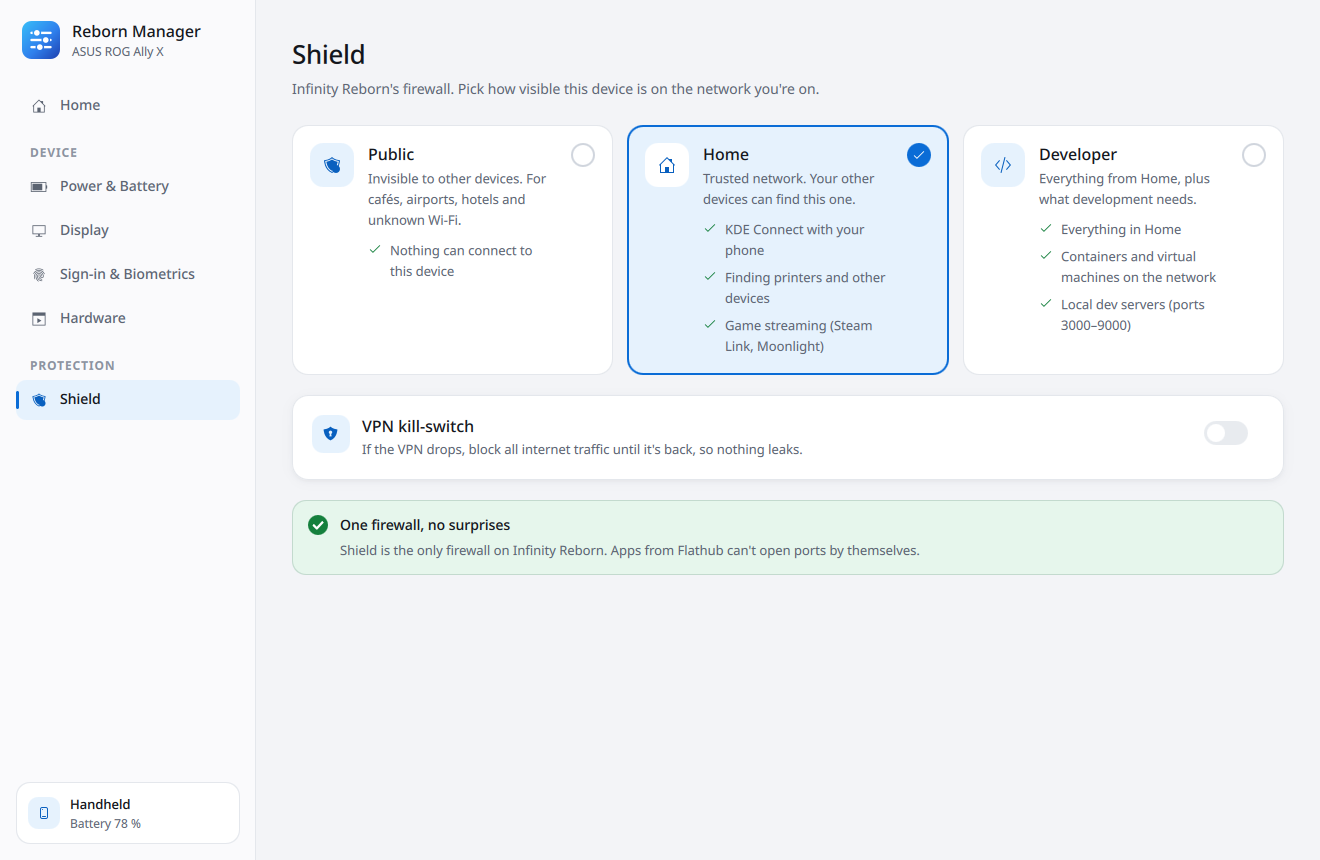 Reborn Manager
ASUS ROG Ally X
Home
DEVICE
Power & Battery
Display
Sign-in & Biometrics
Hardware
PROTECTION
Shield
Handheld
Battery 78 %
Shield
Infinity Reborn's firewall. Pick how visible this device is on the network you're on.
Public
Invisible to other devices. For
cafés, airports, hotels and
unknown Wi-Fi.
Nothing can connect to
this device
Home
Trusted network. Your other
devices can find this one.
KDE Connect with your
phone
Finding printers and other
devices
Game streaming (Steam
Link, Moonlight)
Developer
Everything from Home, plus
what development needs.
Everything in Home
Containers and virtual
machines on the network
Local dev servers (ports
3000–9000)
VPN kill-switch
If the VPN drops, block all internet traffic until it's back, so nothing leaks.
One firewall, no surprises
Shield is the only firewall on Infinity Reborn. Apps from Flathub can't open ports by themselves.